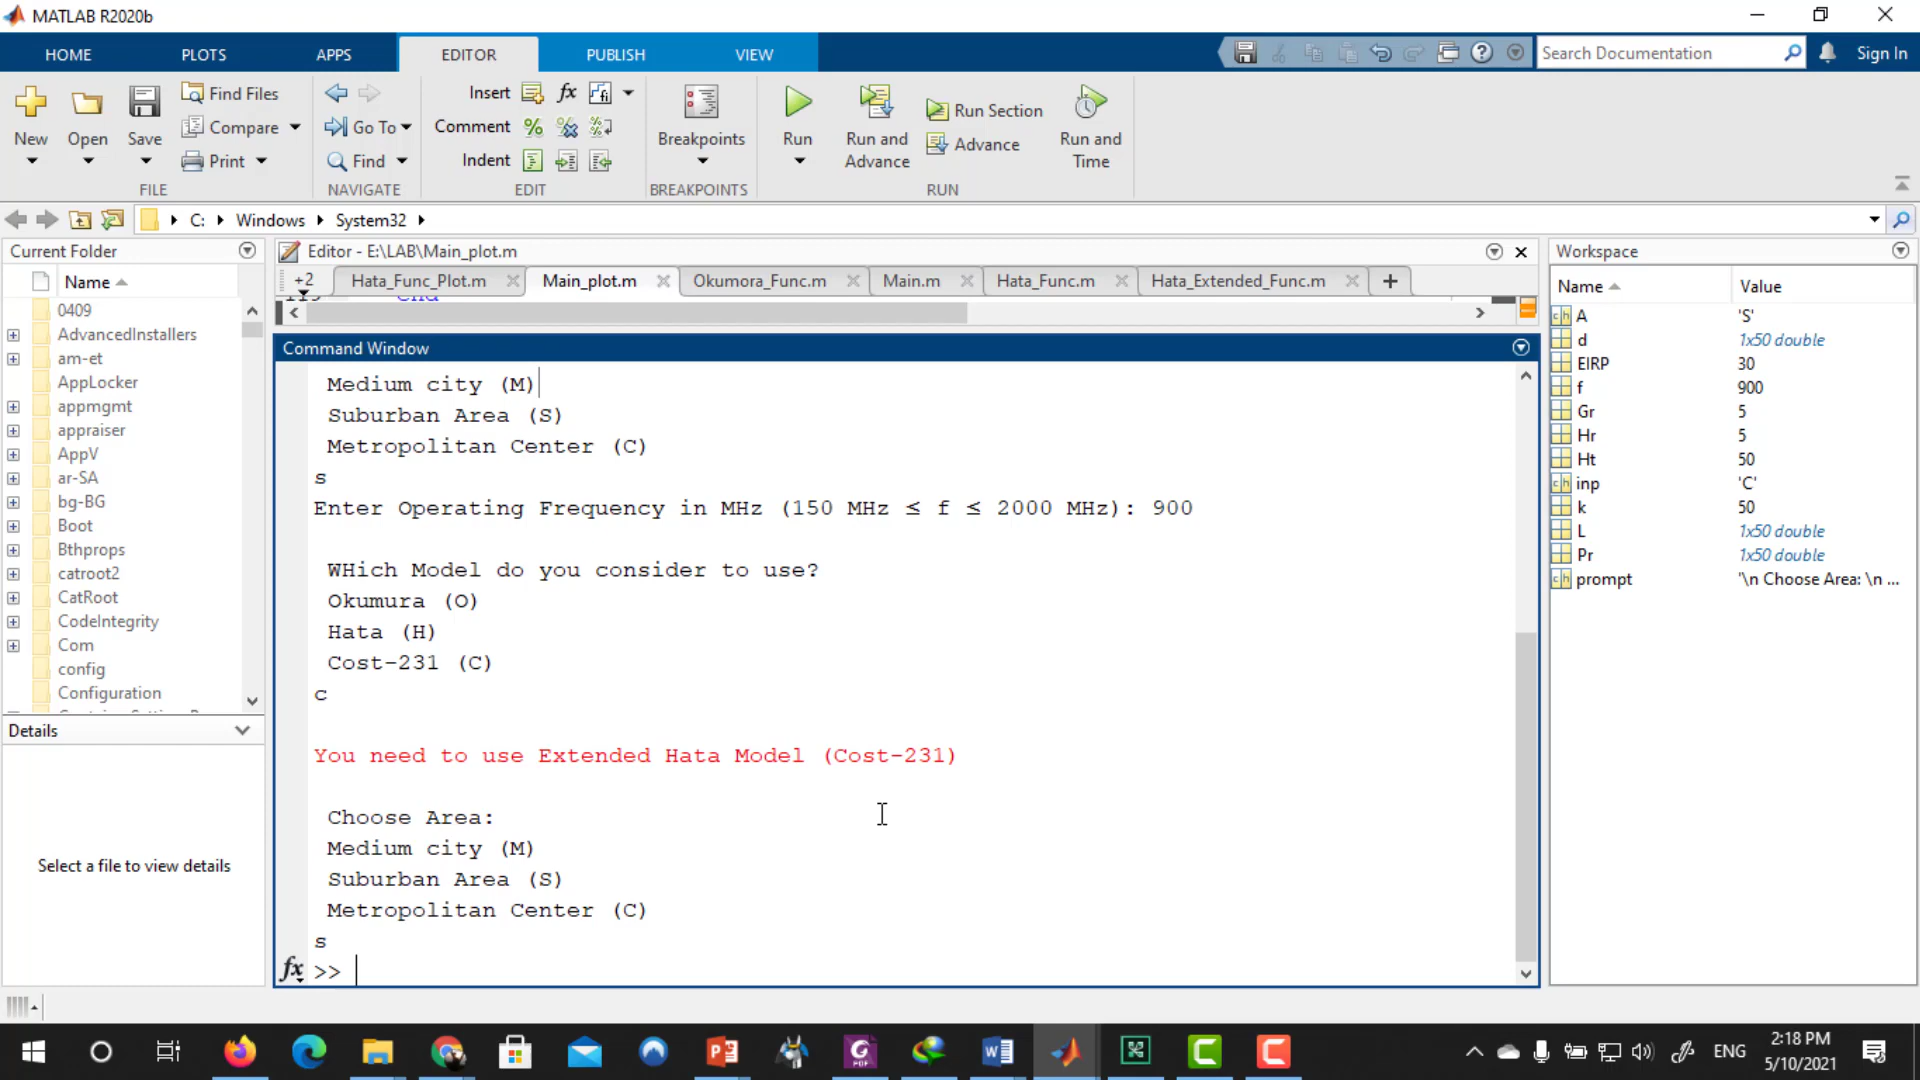 MATLAB R2020b
HOME
PLOTS
APPS
EDITOR
PUBLISH
VIEW
Search Documentation
Sign In
New
Open
Save
Find Files
Compare
Print
FILE
Go To
Find
NAVIGATE
Insert
fx
Comment
Indent
EDIT
Breakpoints
BREAKPOINTS
Run
Run and Advance
Run Section
Advance
Run and Time
RUN
C: Windows System32
Current Folder
Name
0409
AdvancedInstallers
am-et
AppLocker
appmgmt
appraiser
AppV
ar-SA
bg-BG
Boot
Bthprops
catroot2
CatRoot
CodeIntegrity
Com
config
Configuration
Details
Select a file to view details
Editor - E:\LAB\Main_plot.m
+2
Hata_Func_Plot.m
Main_plot.m
Okumora_Func.m
Main.m
Hata_Func.m
Hata_Extended_Func.m
Command Window
Medium city (M)
Suburban Area (S)
Metropolitan Center (C)
s
Enter Operating Frequency in MHz (150 MHz ≤ f ≤ 2000 MHz): 900
WHich Model do you consider to use?
Okumura (O)
Hata (H)
Cost-231 (C)
c
You need to use Extended Hata Model (Cost-231)
Choose Area:
Medium city (M)
Suburban Area (S)
Metropolitan Center (C)
s
fx >>
Workspace
Name Value
A 'S'
d 1x50 double
EIRP 30
f 900
Gr 5
Hr 5
Ht 50
inp 'C'
k 50
L 1x50 double
Pr 1x50 double
prompt '\n Choose Area: \n ...
ENG
2:18 PM
5/10/2021